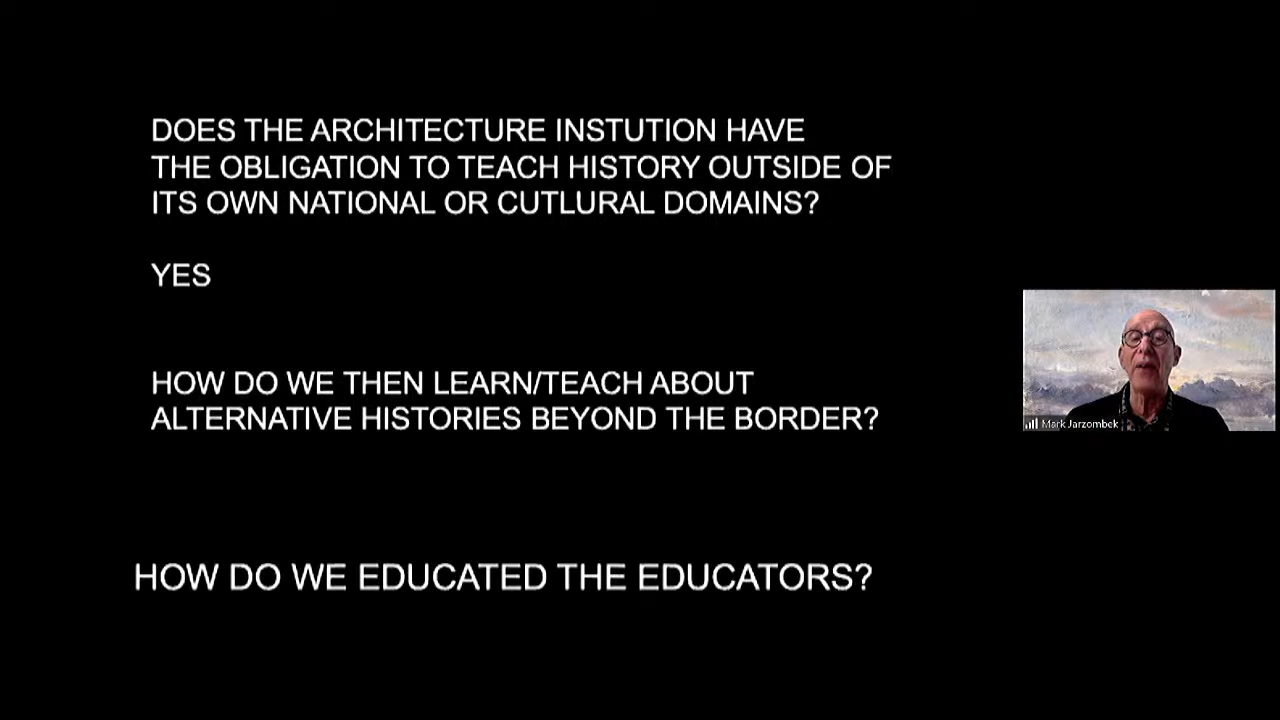 DOES THE ARCHITECTURE INSTUTION HAVE
THE OBLIGATION TO TEACH HISTORY OUTSIDE OF
ITS OWN NATIONAL OR CUTLURAL DOMAINS?
YES
HOW DO WE THEN LEARN/TEACH ABOUT
ALTERNATIVE HISTORIES BEYOND THE BORDER?
Mark Jarzombek
HOW DO WE EDUCATED THE EDUCATORS?